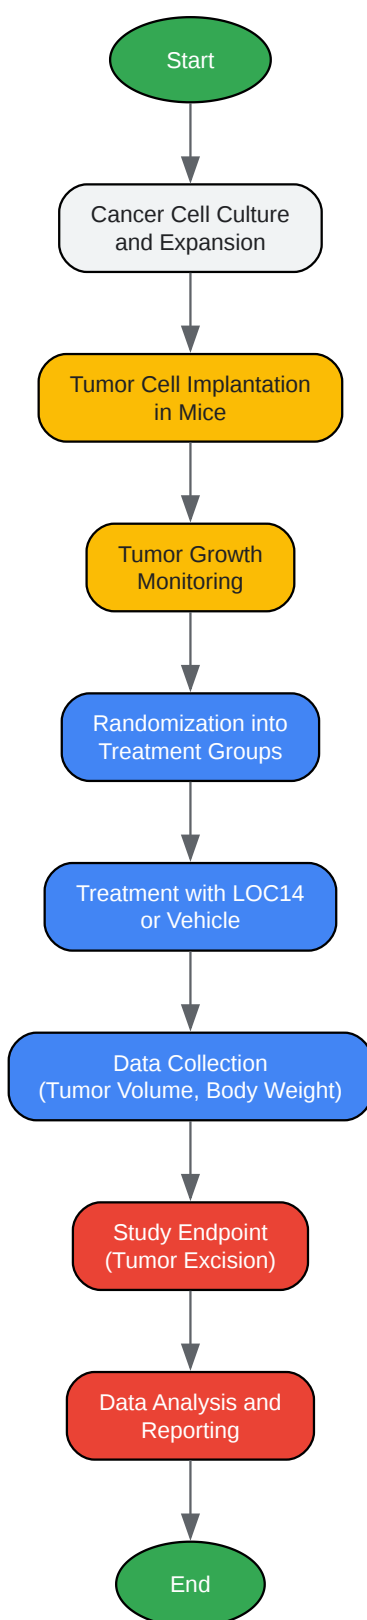 Start
Cancer Cell Culture
and Expansion
Tumor Cell Implantation
in Mice
Tumor Growth
Monitoring
Randomization into
Treatment Groups
Treatment with LOC14
or Vehicle
Data Collection
(Tumor Volume, Body Weight)
Study Endpoint
(Tumor Excision)
Data Analysis and
Reporting
End